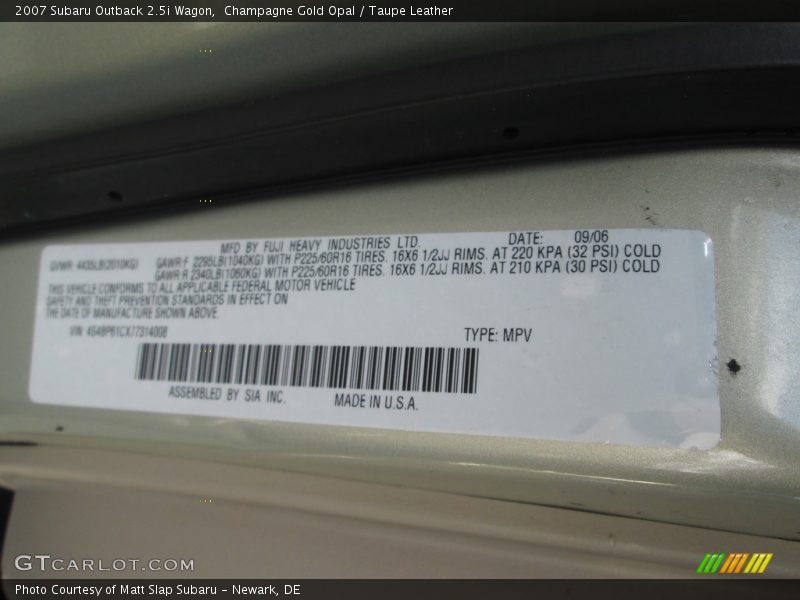 2007 Subaru Outback 2.5i Wagon,  Champagne Gold Opal / Taupe Leather
MFD BY FUJI HEAVY INDUSTRIES LTD. DATE: 09/06
GVWR 4435LB(2010KG) GAWR:F 2295LB(1040KG) WITH P225/60R16 TIRES. 16X6 1/2JJ RIMS. AT 220 KPA (32 PSI) COLD
GAWR:R 2340LB(1060KG) WITH P225/60R16 TIRES. 16X6 1/2JJ RIMS. AT 210 KPA (30 PSI) COLD
THIS VEHICLE CONFORMS TO ALL APPLICABLE FEDERAL MOTOR VEHICLE
SAFETY AND THEFT PREVENTION STANDARDS IN EFFECT ON
THE DATE OF MANUFACTURE SHOWN ABOVE.
VIN 4S4BP61CX77314008 TYPE: MPV
ASSEMBLED BY SIA INC. MADE IN U.S.A.
GTCARLOT.COM
Photo Courtesy of Matt Slap Subaru - Newark, DE